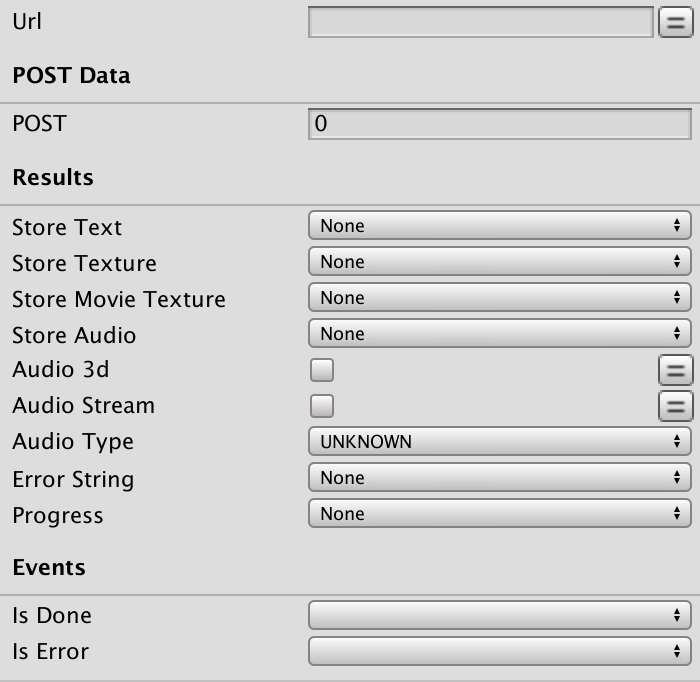 Url
POST Data
POST 0
Results
Store Text None
Store Texture None
Store Movie Texture None
Store Audio None
Audio 3d
Audio Stream
Audio Type UNKNOWN
Error String None
Progress None
Events
Is Done
Is Error